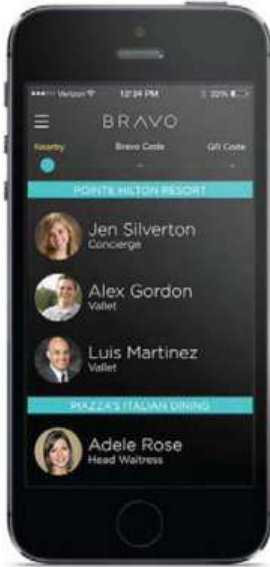 Verizon 12:34 PM 22%
BRAVO
Nearby Bravo Code QR Code
POINTE HILTON RESORT
Jen Silverton
Concierge
Alex Gordon
Vallet
Luis Martinez
Vallet
PIAZZA'S ITALIAN DINING
Adele Rose
Head Waitress